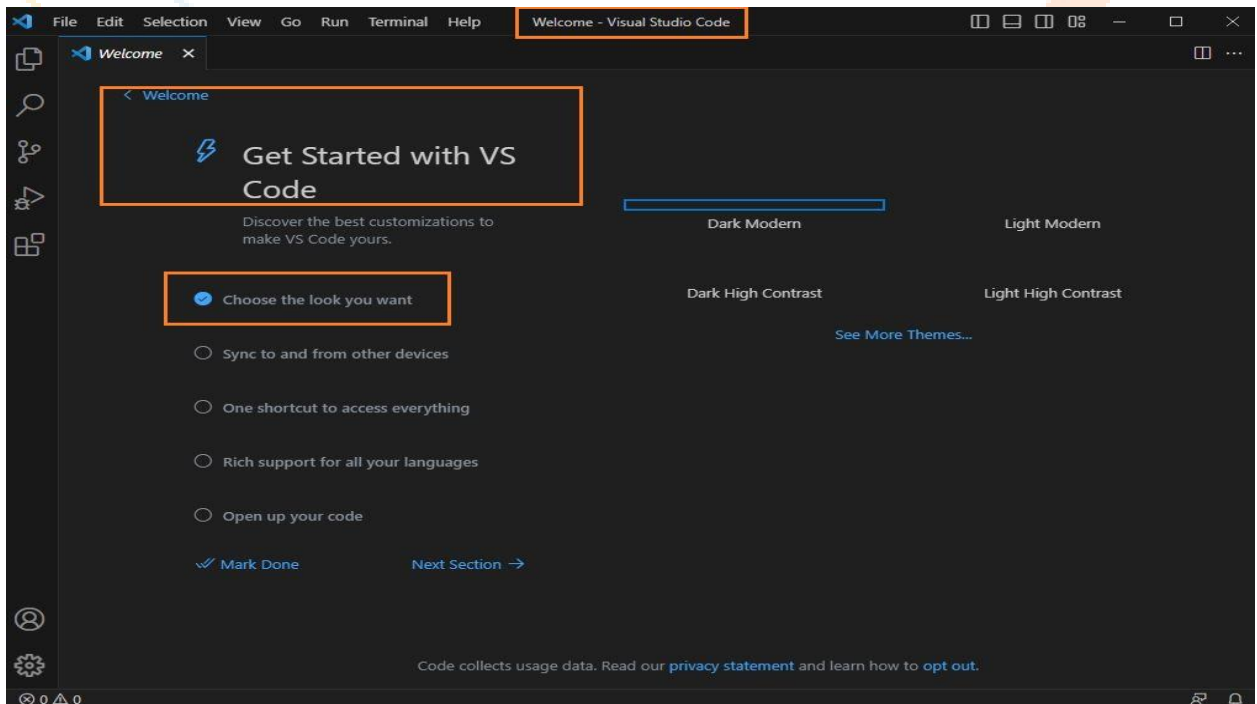 File Edit Selection View Go Run Terminal Help Welcome - Visual Studio Code
Welcome
< Welcome
Get Started with VS
Code
Discover the best customizations to
make VS Code yours.
Dark Modern Light Modern
Choose the look you want
Dark High Contrast Light High Contrast
See More Themes...
Sync to and from other devices
One shortcut to access everything
Rich support for all your languages
Open up your code
Mark Done Next Section →
Code collects usage data. Read our privacy statement and learn how to opt out.
0 0